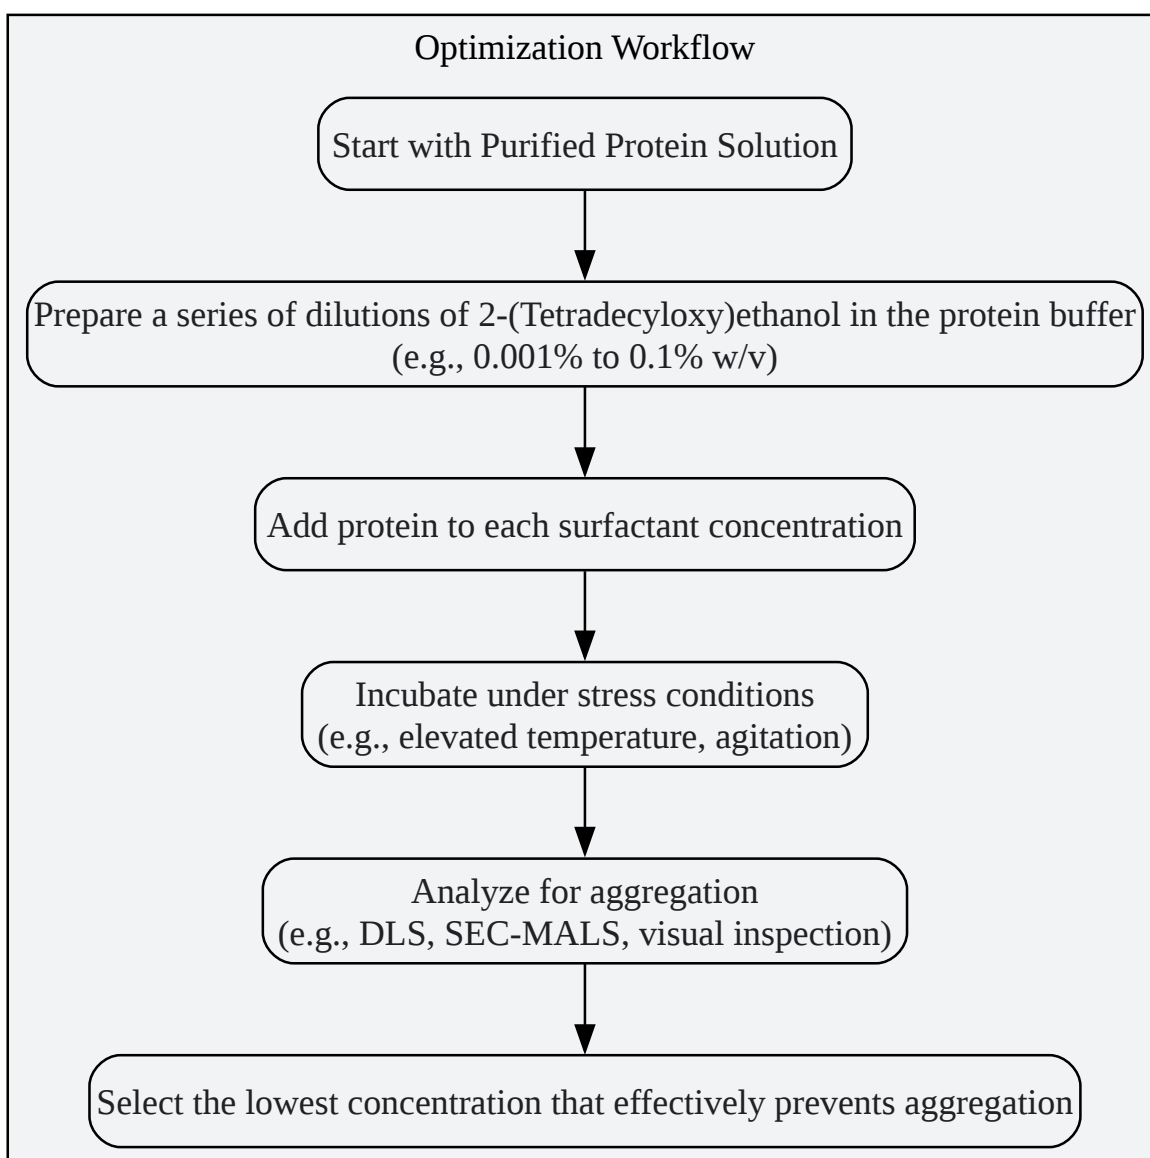 Optimization Workflow
Start with Purified Protein Solution
Prepare a series of dilutions of 2-(Tetradecyloxy)ethanol in the protein buffer
(e.g., 0.001% to 0.1% w/v)
Add protein to each surfactant concentration
Incubate under stress conditions
(e.g., elevated temperature, agitation)
Analyze for aggregation
(e.g., DLS, SEC-MALS, visual inspection)
Select the lowest concentration that effectively prevents aggregation